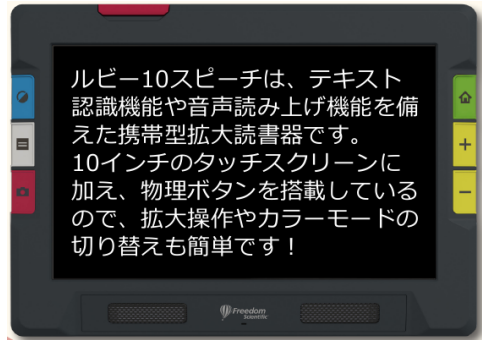 ルビー10スピーチは、テキスト
認識機能や音声読み上げ機能を備
えた携帯型拡大読書器です。
10インチのタッチスクリーンに
加え、物理ボタンを搭載している
ので、拡大操作やカラーモードの
切り替えも簡単です！
Freedom
Scientific